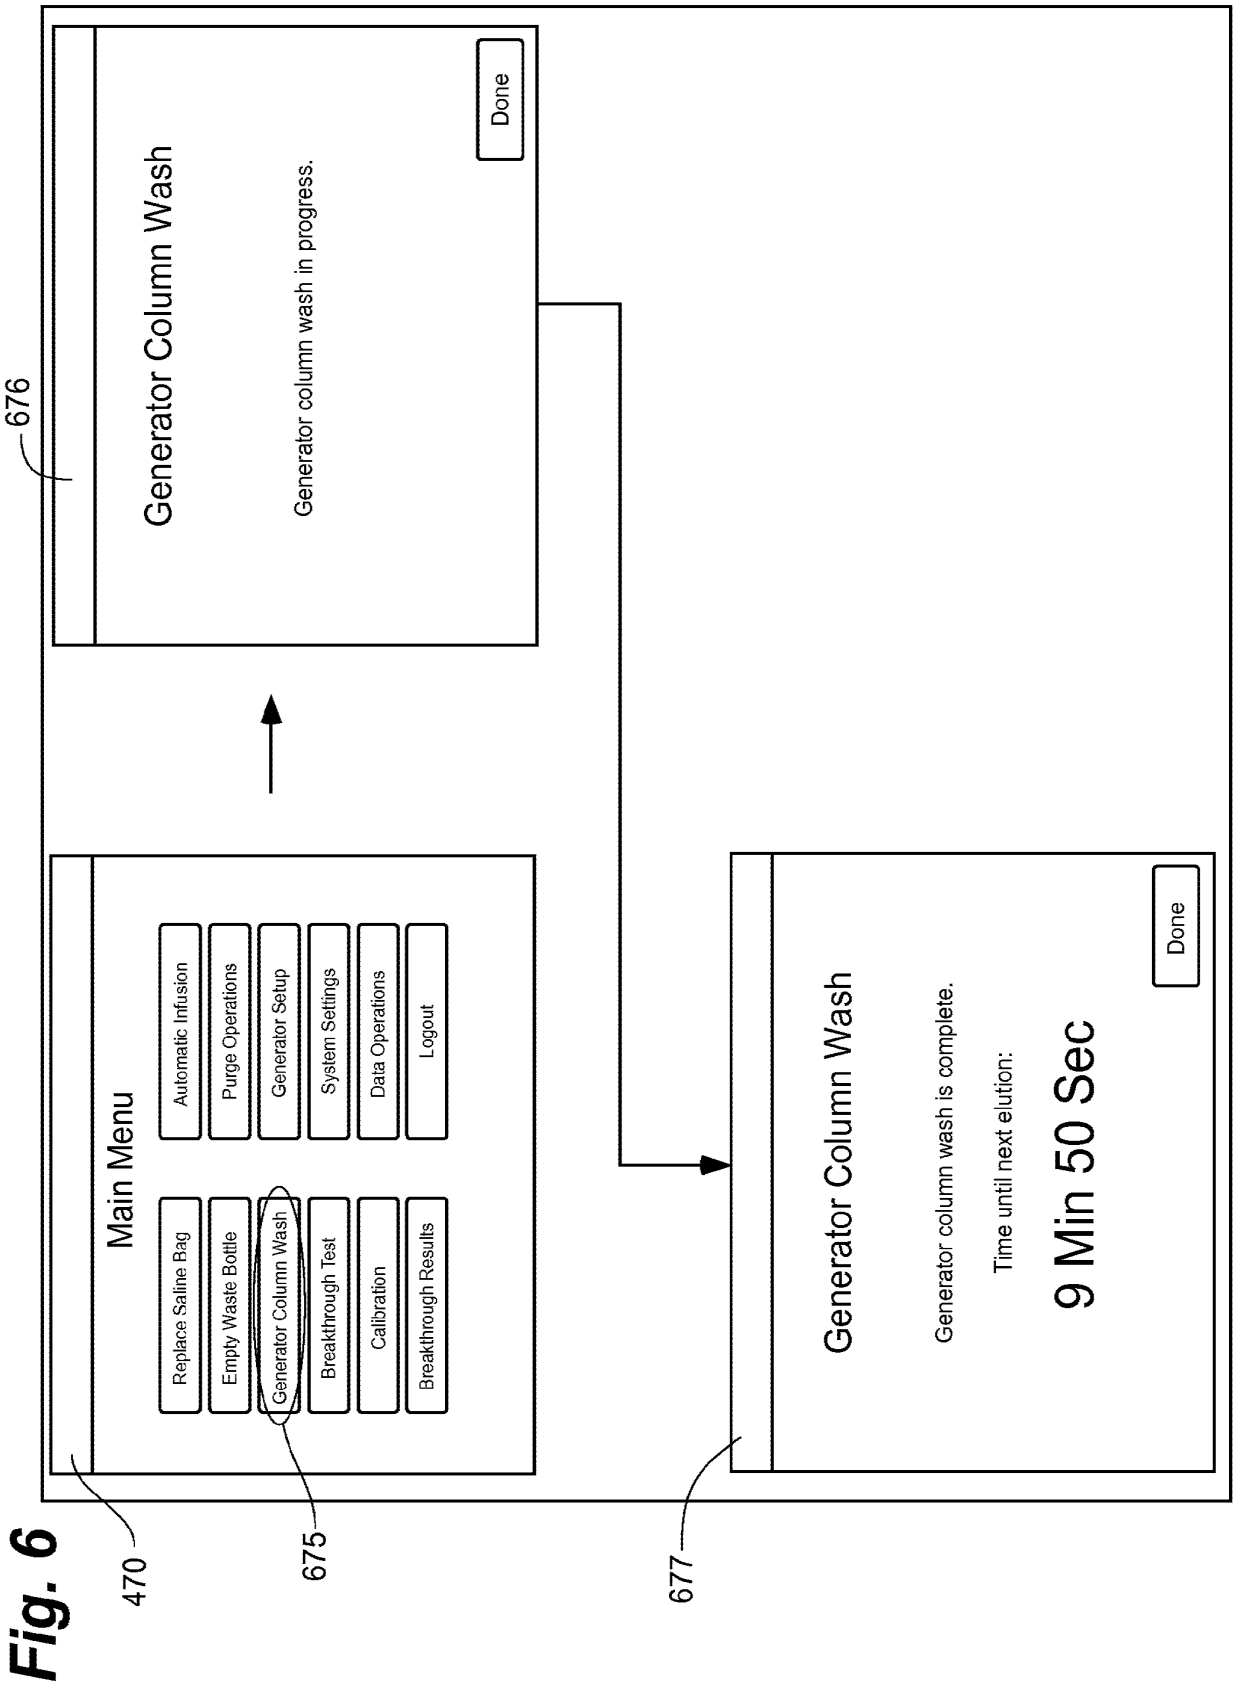 Fig. 6
470
Main Menu
Replace Saline Bag
Automatic Infusion
Empty Waste Bottle
Purge Operations
Generator Column Wash
Generator Setup
Breakthrough Test
System Settings
Calibration
Data Operations
Breakthrough Results
Logout
675
676
Generator Column Wash
Generator column wash in progress.
Done
677
Generator Column Wash
Generator column wash is complete.
Time until next elution:
9 Min 50 Sec
Done